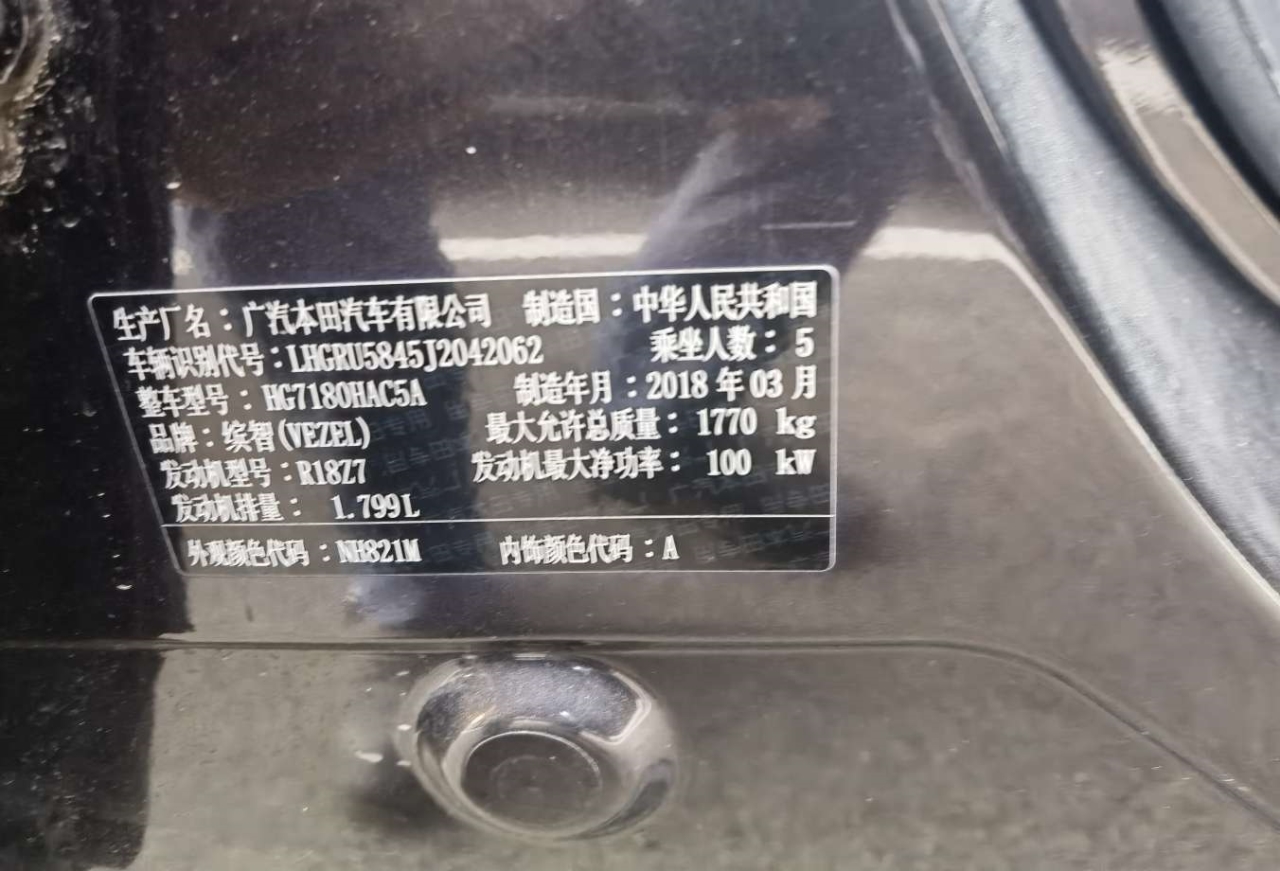 生产厂名：广汽本田汽车有限公司 制造国：中华人民共和国
车辆识别代号：LHGRU5845J2042062 乘坐人数：5
整车型号：HG7180HAC5A 制造年月：2018 年 03 月
品牌：缤智(VEZEL) 最大允许总质量：1770 kg
发动机型号：R18Z7 发动机最大净功率：100 kW
发动机排量：1.799L
外观颜色代码：NH821M 内饰颜色代码：A